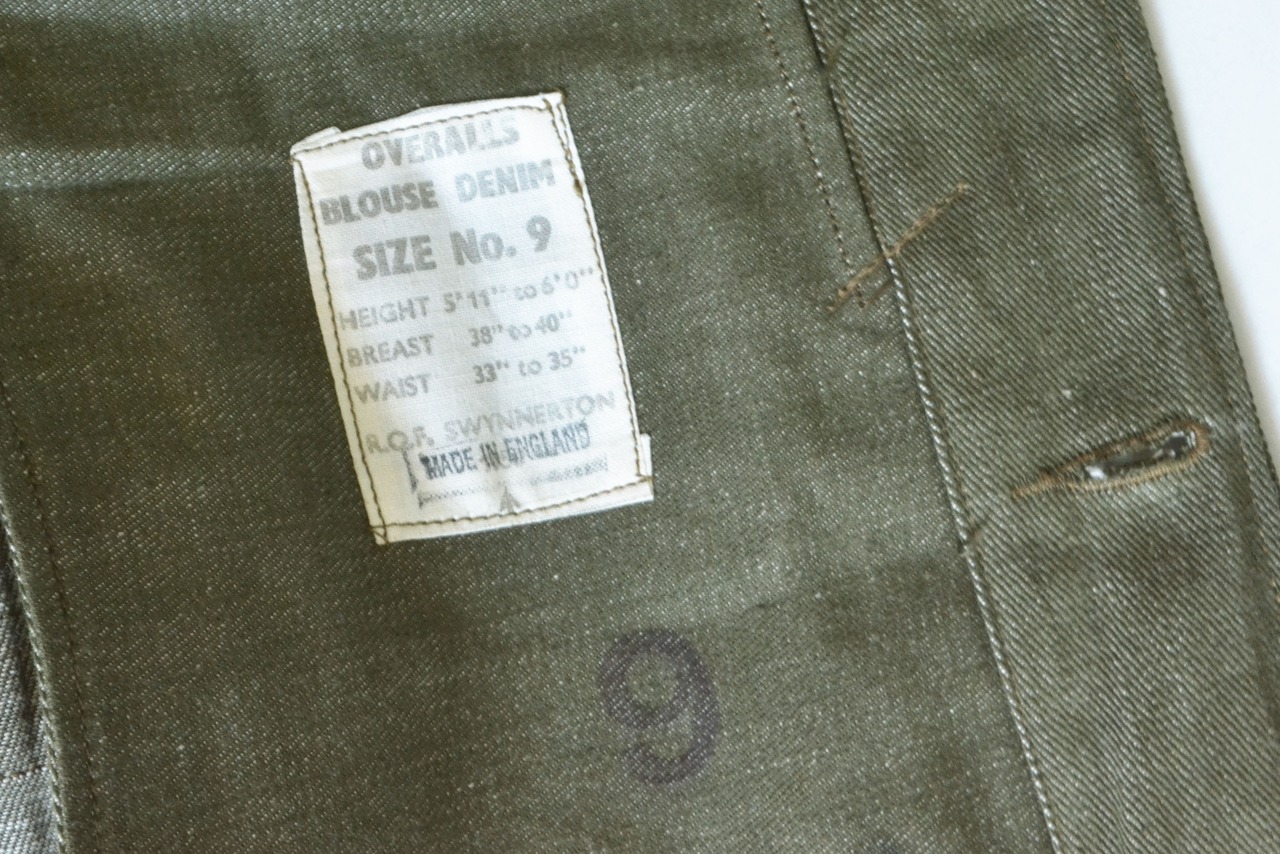 OVERALLS
BLOUSE DENIM
SIZE No. 9
HEIGHT 5'11" to 6'0"
BREAST 38" to 40"
WAIST 33" to 35"
R.O.F. SWYNNERTON
MADE IN ENGLAND
9